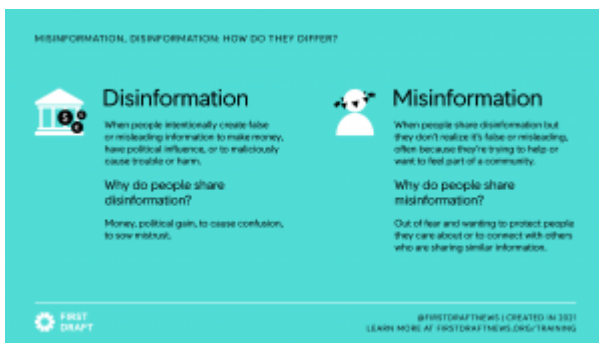 MISINFORMATION, DISINFORMATION: HOW DO THEY DIFFER?
Disinformation
When people intentionally create false
or misleading information to make money,
have political influence, or to maliciously
cause trouble or harm.
Why do people share
disinformation?
Money, political gain, to cause confusion,
to sow mistrust.
Misinformation
When people share disinformation but
they don't realize it's false or misleading,
often because they're trying to help or
want to feel part of a community.
Why do people share
misinformation?
Out of fear and wanting to protect people
they care about or to connect with others
who are sharing similar information.
FIRST
DRAFT
@FIRSTDRAFTNEWS | CREATED IN 2021
LEARN MORE AT FIRSTDRAFTNEWS.ORG/TRAINING